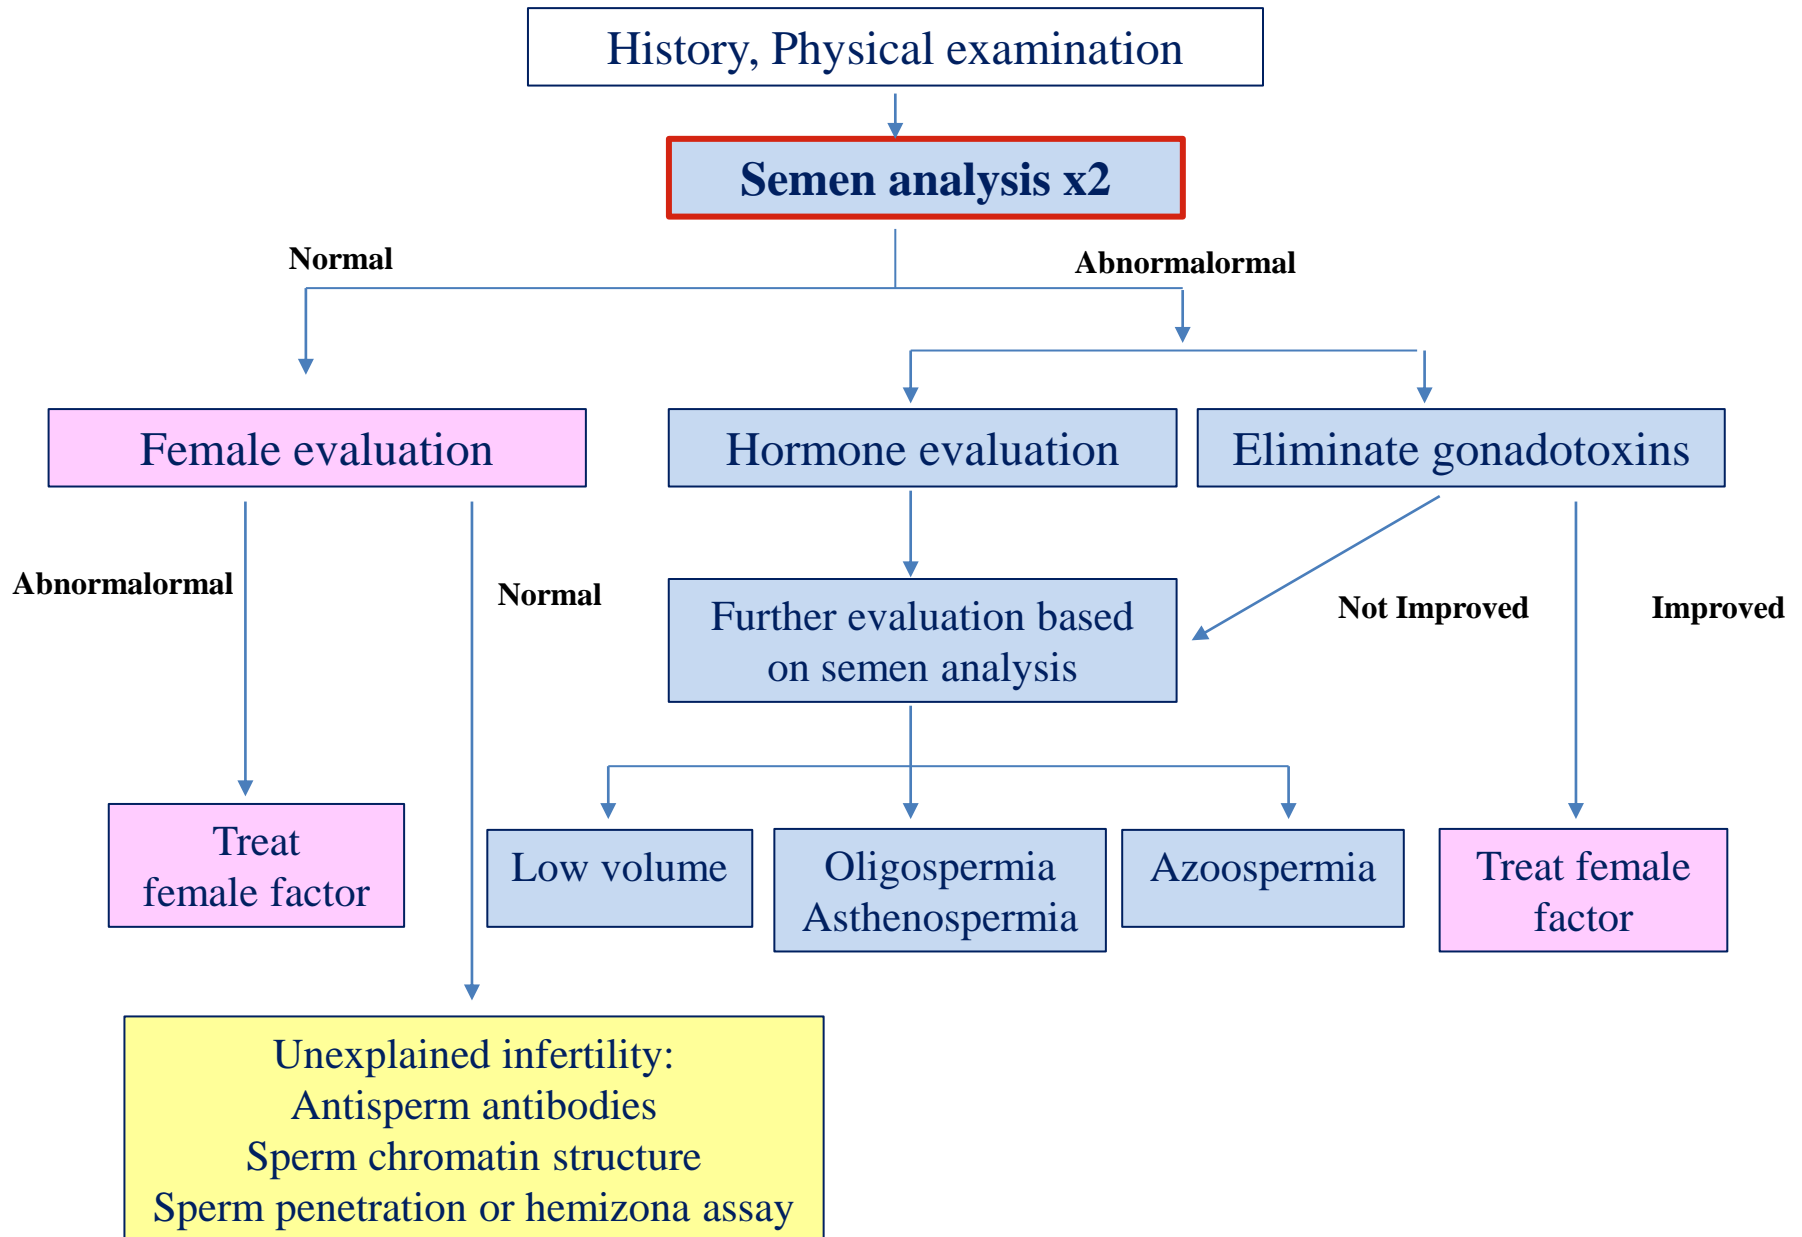 History, Physical examination
Semen analysis x2
Normal
Abnormalormal
Female evaluation
Hormone evaluation
Eliminate gonadotoxins
Abnormalormal
Normal
Further evaluation based
on semen analysis
Not Improved
Improved
Treat
female factor
Low volume
Oligospermia
Asthenospermia
Azoospermia
Treat female
factor
Unexplained infertility:
Antisperm antibodies
Sperm chromatin structure
Sperm penetration or hemizona assay